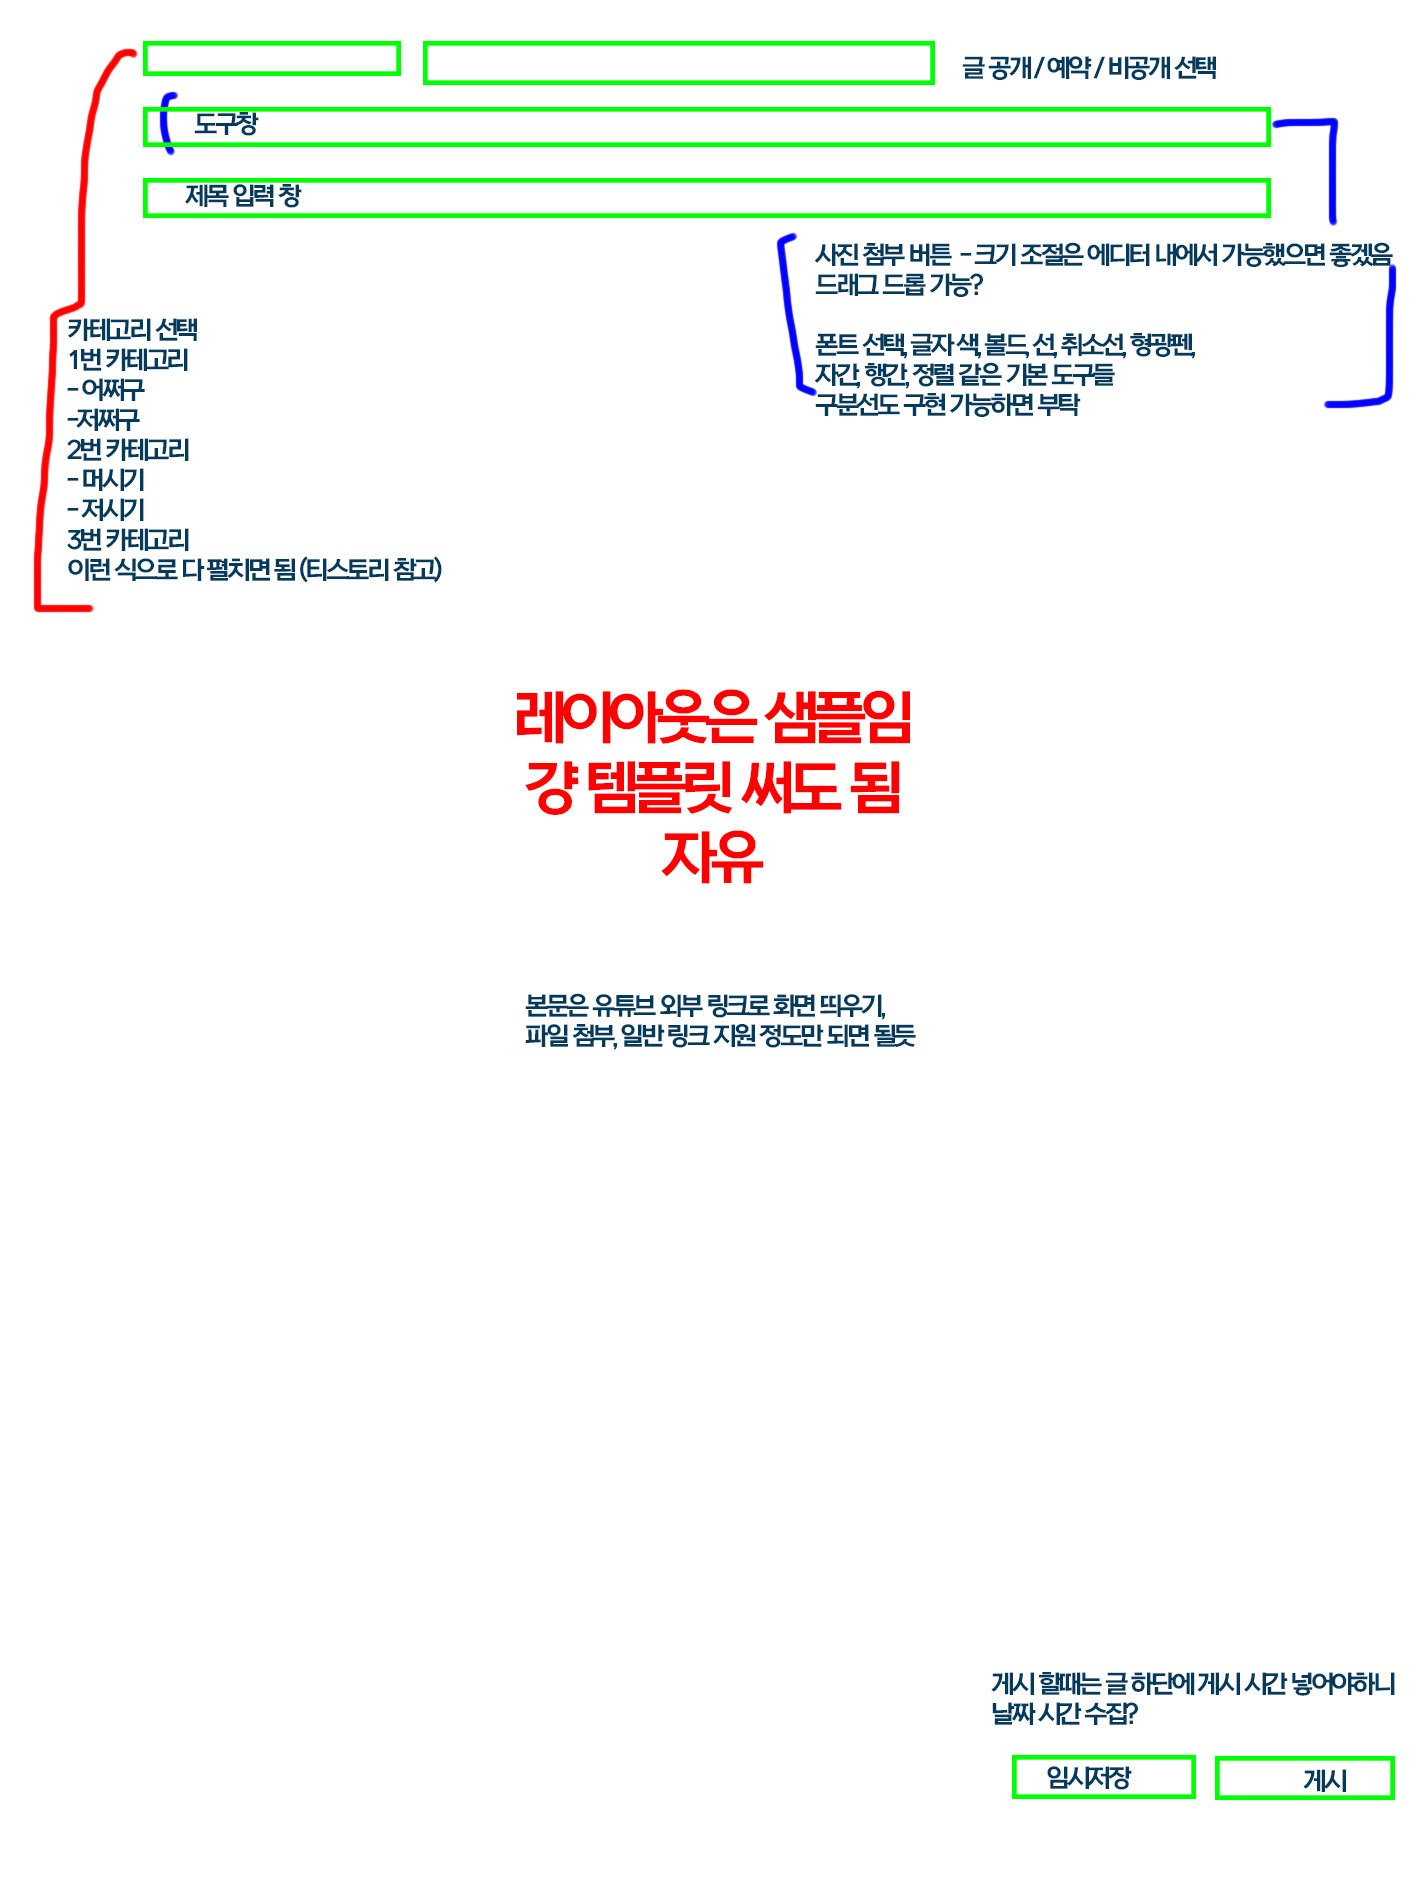 글 공개 / 예약 / 비공개 선택
도구창
제목 입력 창
사진 첨부 버튼 - 크기 조절은 에디터 내에서 가능했으면 좋겠음
드래그 드롭 가능?
폰트 선택, 글자 색, 볼드, 선, 취소선, 형광펜,
자간, 행간, 정렬 같은 기본 도구들
구분선도 구현 가능하면 부탁
카테고리 선택
1번 카테고리
- 어쩌구
-저쩌구
2번 카테고리
- 머시기
- 저시기
3번 카테고리
이런 식으로 다 펼치면 됨 (티스토리 참고)
레이아웃은 샘플임
걍 템플릿 써도 됨
자유
본문은 유튜브 외부 링크로 화면 띄우기,
파일 첨부, 일반 링크 지원 정도만 되면 될듯
게시 할때는 글 하단에 게시 시간 넣어야하니
날짜 시간 수집?
임시저장
게시